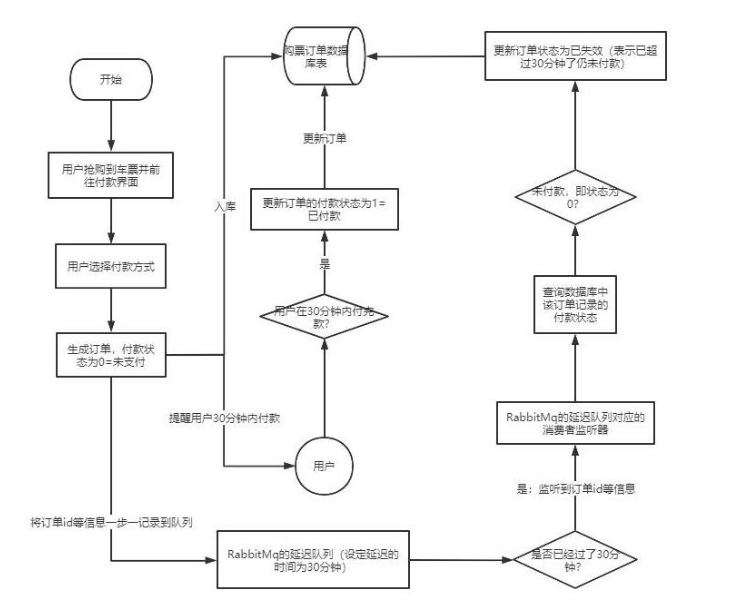 开始
用户抢购到车票并前
往付款界面
用户选择付款方式
生成订单，付款状
态为0=未支付
入库
购票订单数据
库表
更新订单
更新订单的付款状态为1=
已付款
是
用户在30分钟内付完
款？
提醒用户30分钟内付款
用户
将订单id等信息一步一记录到队列
RabbitMq的延迟队列（设定延迟的
时间为30分钟）
是否已经过了30分
钟？
是：监听到订单id等信息
RabbitMq的延迟队列对应的
消费者监听器
查询数据库中
该订单记录的
付款状态
未付款，即状态为
0？
更新订单状态为已失效（表示已超
过30分钟了仍未付款）